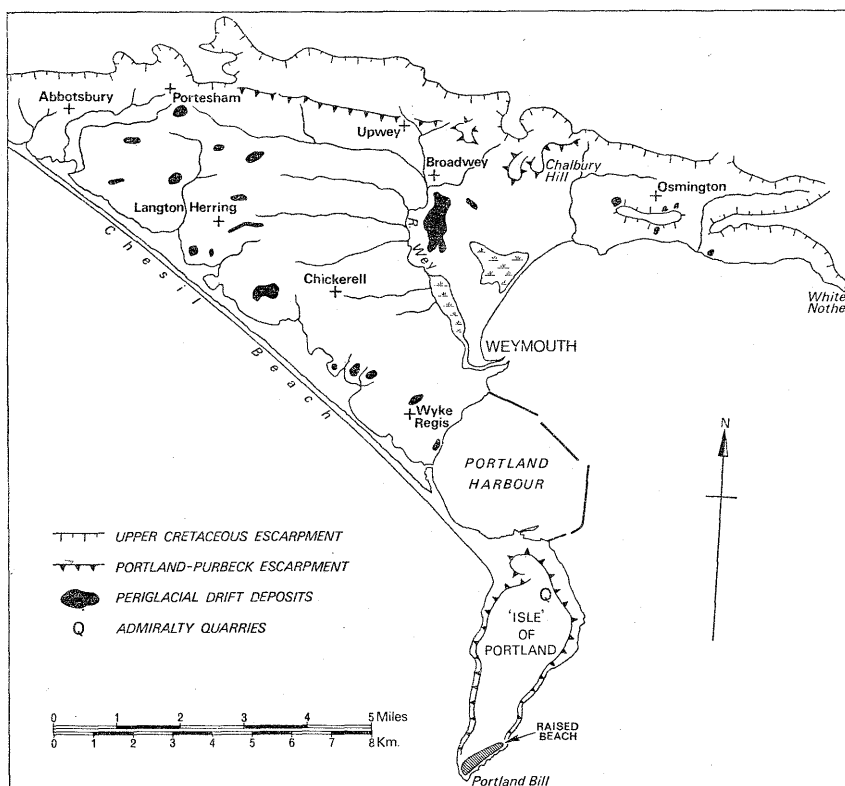 Abbotsbury
Portesham
Upwey
Broadwey
Chalbury
Hill
Osmington
Langton Herring
R. Wey
Chickerell
White
Nothe
Chesil Beach
WEYMOUTH
Wyke
Regis
PORTLAND
HARBOUR
N
UPPER CRETACEOUS ESCARPMENT
PORTLAND-PURBECK ESCARPMENT
PERIGLACIAL DRIFT DEPOSITS
Q ADMIRALTY QUARRIES
Q
'ISLE'
OF
PORTLAND
0 1 2 3 4 5 Miles
0 1 2 3 4 5 6 7 8 Km.
RAISED
BEACH
Portland Bill